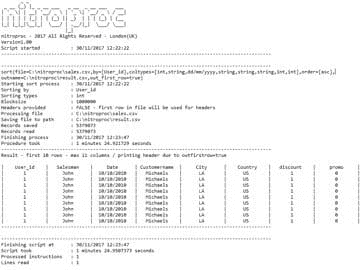 nitroproc - 2017 All Rights Reserved - London(UK)
Version1.00
Script started : 30/11/2017 12:22:22
sort(file=C:\nitroproc\sales.csv,by=[User_id],coltypes=[int,string,dd/mm/yyyy,string,string,string,int,int],order=[asc],
outname=C:\nitroproc\result.csv,out_first_row=true)
Starting sort process : 30/11/2017 12:22:22
Sorting by : User_id
Sorting types : int
Blocksize : 1000000
Headers provided : FALSE - first row in file will be used for headers
Processing file : C:\nitroproc\sales.csv
Saving file to path : C:\nitroproc\result.csv
Records saved : 5379073
Records read : 5379073
Finishing process : 30/11/2017 12:23:47
Procedure took : 1 minutes 24.921729 seconds
Result - first 10 rows - max 11 columns / printing header due to outfirstrow=true
| User_id | Salesman | Date | Customername | City | Country | discount | promo |
| 1 | John | 10/10/2010 | Michaels | LA | US | 1 | 0 |
| 1 | John | 10/10/2010 | Michaels | LA | US | 1 | 0 |
| 1 | John | 10/10/2010 | Michaels | LA | US | 1 | 0 |
| 1 | John | 10/10/2010 | Michaels | LA | US | 1 | 0 |
| 1 | John | 10/10/2010 | Michaels | LA | US | 1 | 0 |
| 1 | John | 10/10/2010 | Michaels | LA | US | 1 | 0 |
| 1 | John | 10/10/2010 | Michaels | LA | US | 1 | 0 |
| 1 | John | 10/10/2010 | Michaels | LA | US | 1 | 0 |
| 1 | John | 10/10/2010 | Michaels | LA | US | 1 | 0 |
Finishing script at : 30/11/2017 12:23:47
Script took : 1 minutes 24.9507373 seconds
Processed instructions : 1
Lines read : 1